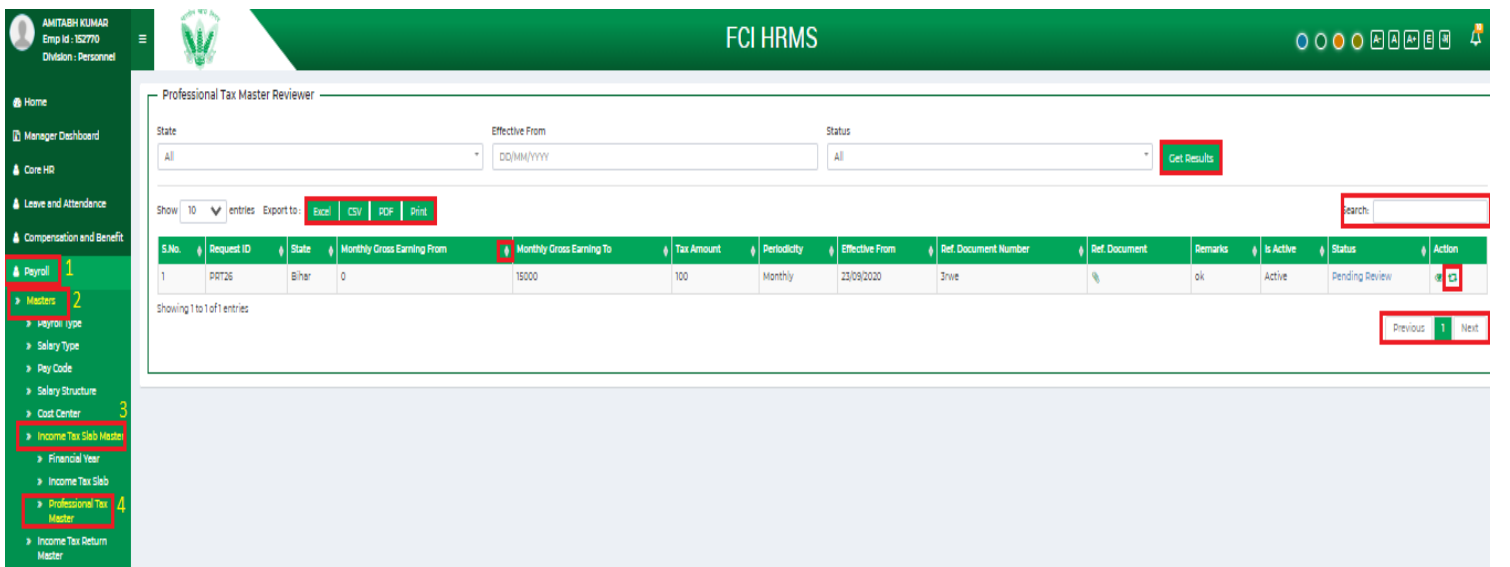 AMITABH KUMAR
Emp Id : 152770
Division : Personnel
FCI HRMS
A- A A+ E अ
Home
Manager Dashboard
Core HR
Leave and Attendance
Compensation and Benefit
Payroll 1
Masters 2
Payroll Type
Salary Type
Pay Code
Salary Structure
Cost Center 3
Income Tax Slab Master
Financial Year
Income Tax Slab
Professional Tax 4
Master
Income Tax Return
Master
Professional Tax Master Reviewer
State Effective From Status
All DD/MM/YYYY All Get Results
Show 10 entries Export to : Excel CSV PDF Print Search:
S.No. Request ID State Monthly Gross Earning From Monthly Gross Earning To Tax Amount Periodicity Effective From Ref. Document Number Ref. Document Remarks Is Active Status Action
1 PRT26 Bihar 0 15000 100 Monthly 23/09/2020 3rwe ok Active Pending Review
Showing 1 to 1 of 1 entries
Previous 1 Next